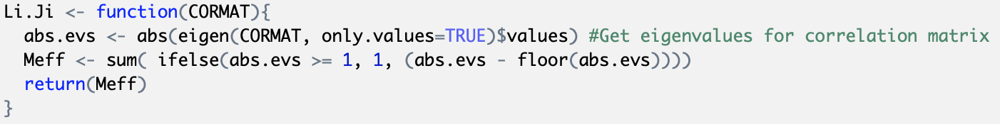 Li.Ji <- function(CORMAT){
  abs.evs <- abs(eigen(CORMAT, only.values=TRUE)$values) #Get eigenvalues for correlation matrix
  Meff <- sum( ifelse(abs.evs >= 1, 1, (abs.evs - floor(abs.evs))))
  return(Meff)
}